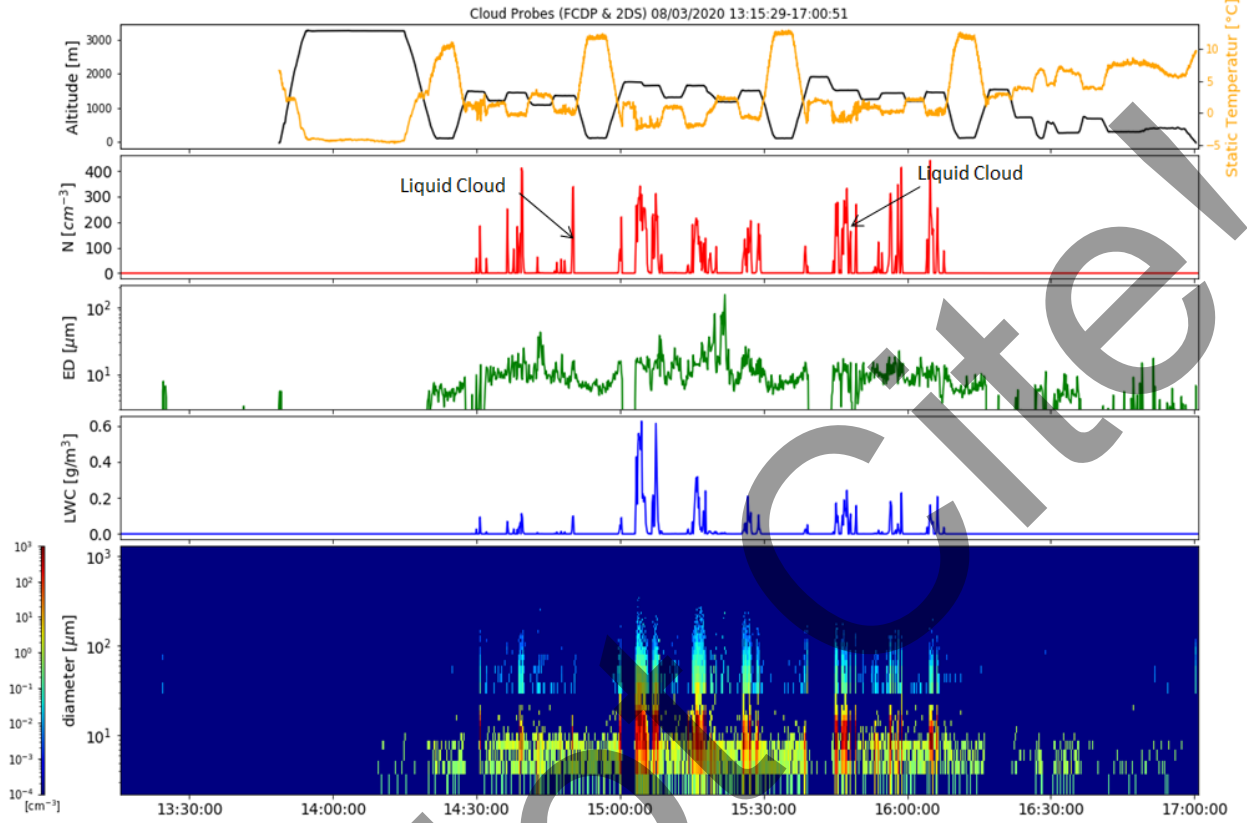 Cloud Probes (FCDP & 2DS) 08/03/2020 13:15:29-17:00:51
Altitude [m]
3000
2000
1000
0
Static Temperatur [°C]
10
5
0
−5
N [cm⁻³]
400
300
200
100
0
Liquid Cloud
Liquid Cloud
ED [μm]
10²
10¹
LWC [g/m³]
0.6
0.4
0.2
0.0
diameter [μm]
10³
10²
10¹
10³
10²
10¹
10⁰
10⁻¹
10⁻²
10⁻³
10⁻⁴
[cm⁻³]
13:30:00 14:00:00 14:30:00 15:00:00 15:30:00 16:00:00 16:30:00 17:00:00
Cite!